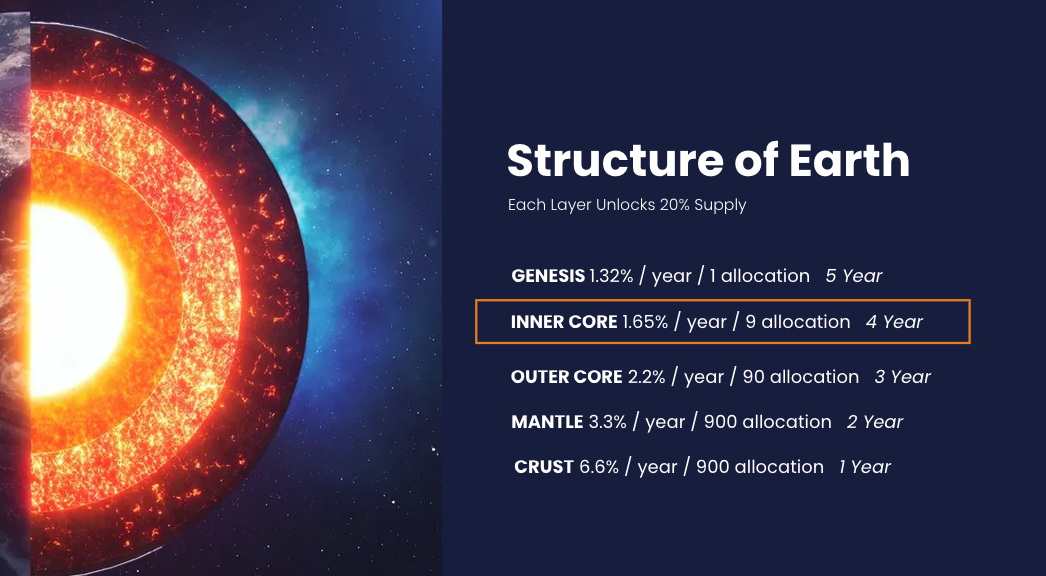 Structure of Earth
Each Layer Unlocks 20% Supply
GENESIS 1.32% / year / 1 allocation 5 Year
INNER CORE 1.65% / year / 9 allocation 4 Year
OUTER CORE 2.2% / year / 90 allocation 3 Year
MANTLE 3.3% / year / 900 allocation 2 Year
CRUST 6.6% / year / 900 allocation 1 Year